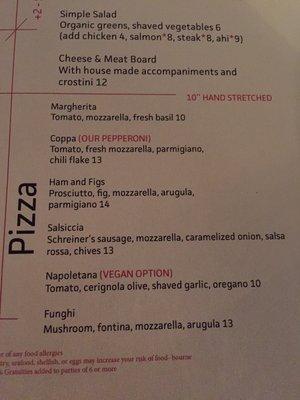 +2-
Simple Salad
Organic greens, shaved vegetables 6
(add chicken 4, salmon*8, steak*8, ahi*9)
Cheese & Meat Board
With house made accompaniments and
crostini 12
10" HAND STRETCHED
Pizza
Margherita
Tomato, mozzarella, fresh basil 10
Coppa (OUR PEPPERONI)
Tomato, fresh mozzarella, parmigiano,
chili flake 13
Ham and Figs
Prosciutto, fig, mozzarella, arugula,
parmigiano 14
Salsiccia
Schreiner's sausage, mozzarella, caramelized onion, salsa
rossa, chives 13
Napoletana (VEGAN OPTION)
Tomato, cerignola olive, shaved garlic, oregano 10
Funghi
Mushroom, fontina, mozzarella, arugula 13
of any food allergies
seafood, shellfish, or eggs may increase your risk of food- bourne
Gratuities added to parties of 6 or more